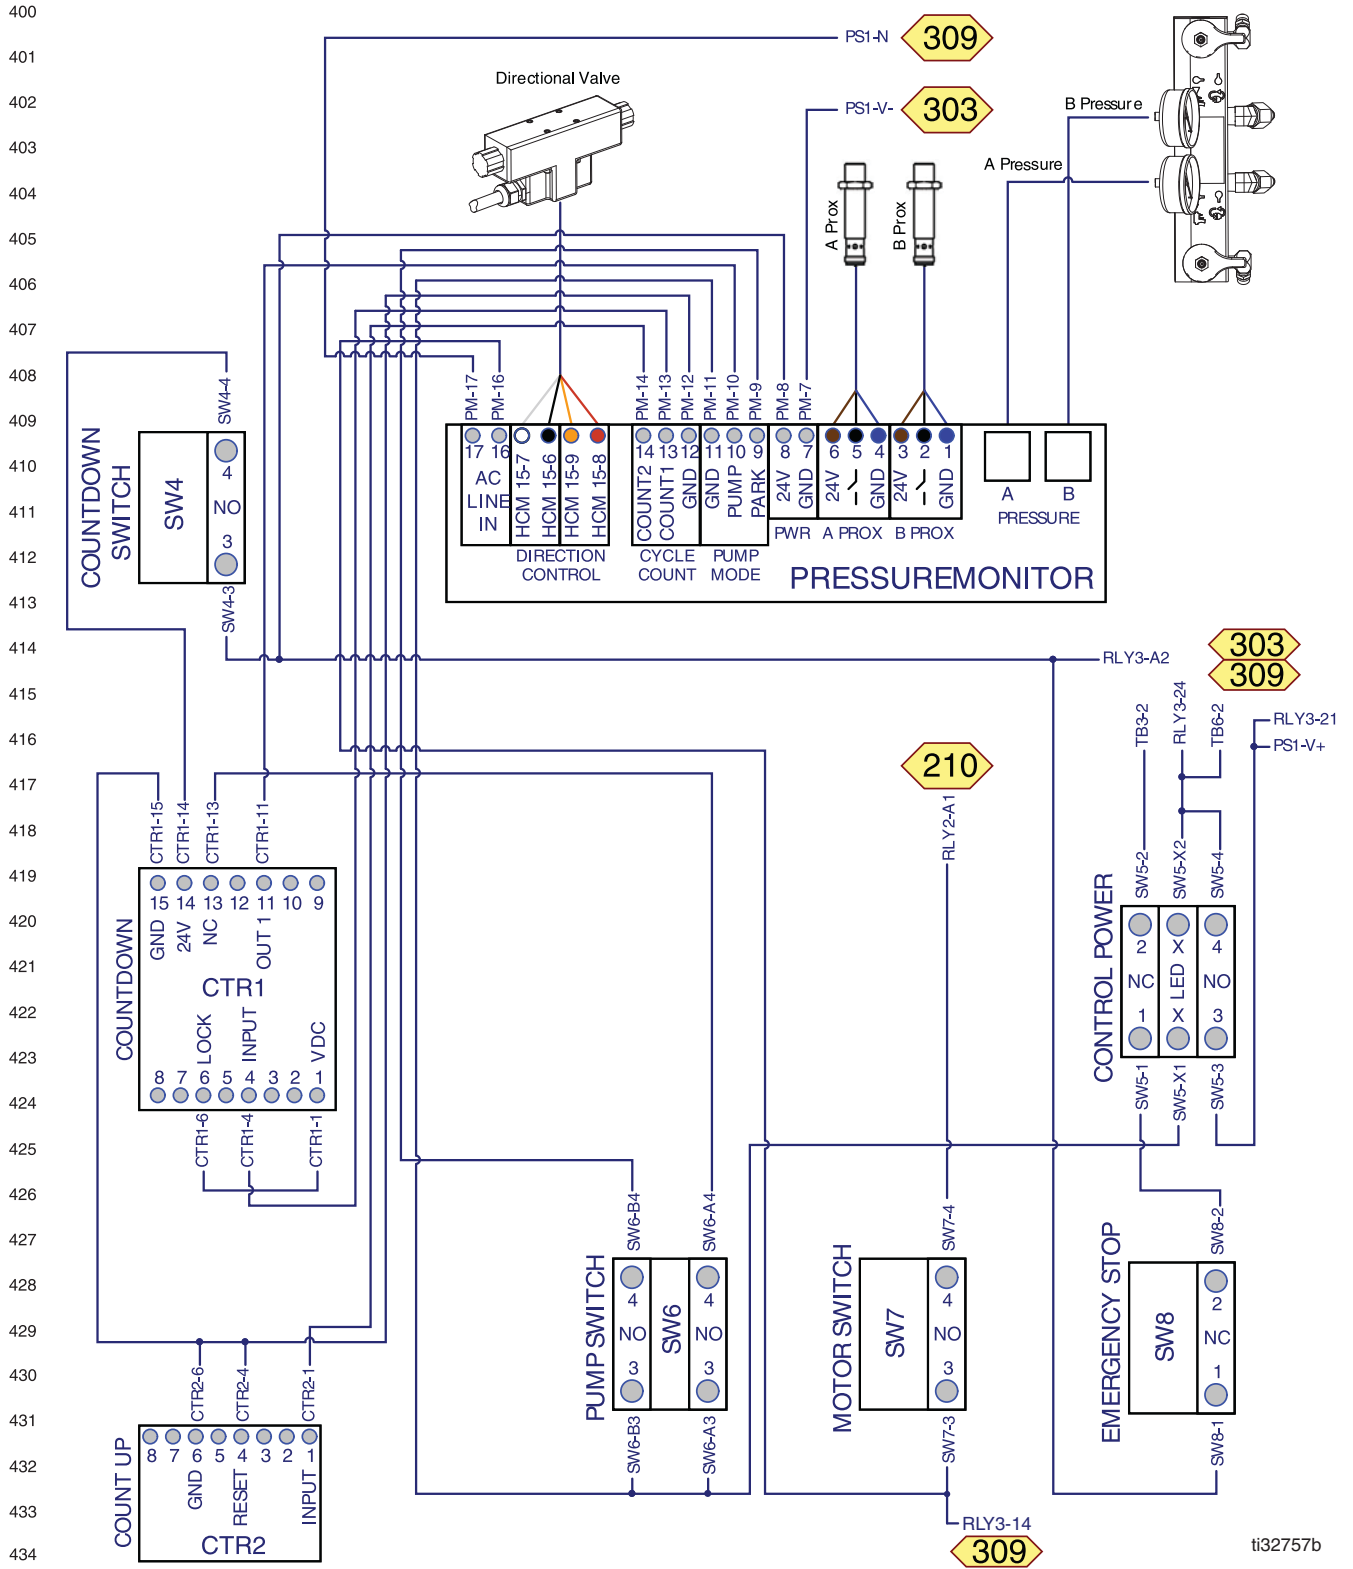 400
401
402
403
404
405
406
407
408
409
410
411
412
413
414
415
416
417
418
419
420
421
422
423
424
425
426
427
428
429
430
431
432
433
434
PS1-N
309
PS1-V-
303
Directional Valve
B Pressure
A Pressure
A Prox
B Prox
COUNTDOWN
SWITCH
SW4
SW4-4
4
NO
3
SW4-3
PM-17
PM-16
PM-14
PM-13
PM-12
PM-11
PM-10
PM-9
PM-8
PM-7
17
16
14
13
12
11
10
9
8
7
6
5
4
3
2
1
AC
LINE
IN
HCM 15-7
HCM 15-6
HCM 15-9
HCM 15-8
COUNT2
COUNT1
GND
GND
PUMP
PARK
24V
GND
24V
GND
24V
GND
DIRECTION
CONTROL
CYCLE
COUNT
PUMP
MODE
PWR
A PROX
B PROX
A
B
PRESSURE
PRESSUREMONITOR
RLY3-A2
303
309
RLY3-21
PS1-V+
TB3-2
RLY3-24
TB6-2
210
RLY2-A1
CTR1-15
CTR1-14
CTR1-13
CTR1-11
15
14
13
12
11
10
9
GND
24V
NC
OUT 1
COUNTDOWN
CTR1
LOCK
INPUT
VDC
8
7
6
5
4
3
2
1
CTR1-6
CTR1-4
CTR1-1
CONTROL POWER
SW5-2
SW5-X2
SW5-4
2
X
4
NC
LED
NO
1
X
3
SW5-1
SW5-X1
SW5-3
PUMP SWITCH
SW6-B4
SW6-A4
4
4
NO
SW6
NO
3
3
SW6-B3
SW6-A3
MOTOR SWITCH
SW7-4
SW7
4
NO
3
SW7-3
RLY3-14
309
EMERGENCY STOP
SW8-2
SW8
2
NC
1
SW8-1
CTR2-6
CTR2-4
CTR2-1
COUNT UP
8
7
6
5
4
3
2
1
GND
RESET
INPUT
CTR2
ti32757b